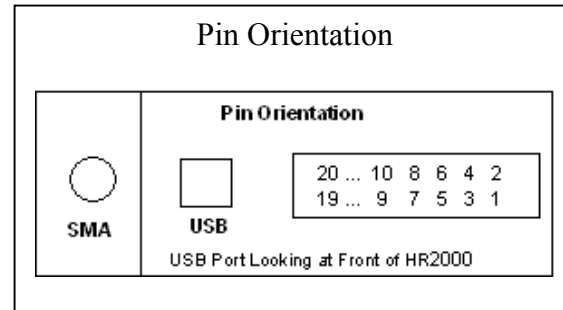 Pin Orientation
Pin Orientation
20 ... 10 8 6 4 2
19 ... 9 7 5 3 1
SMA
USB
USB Port Looking at Front of HR2000